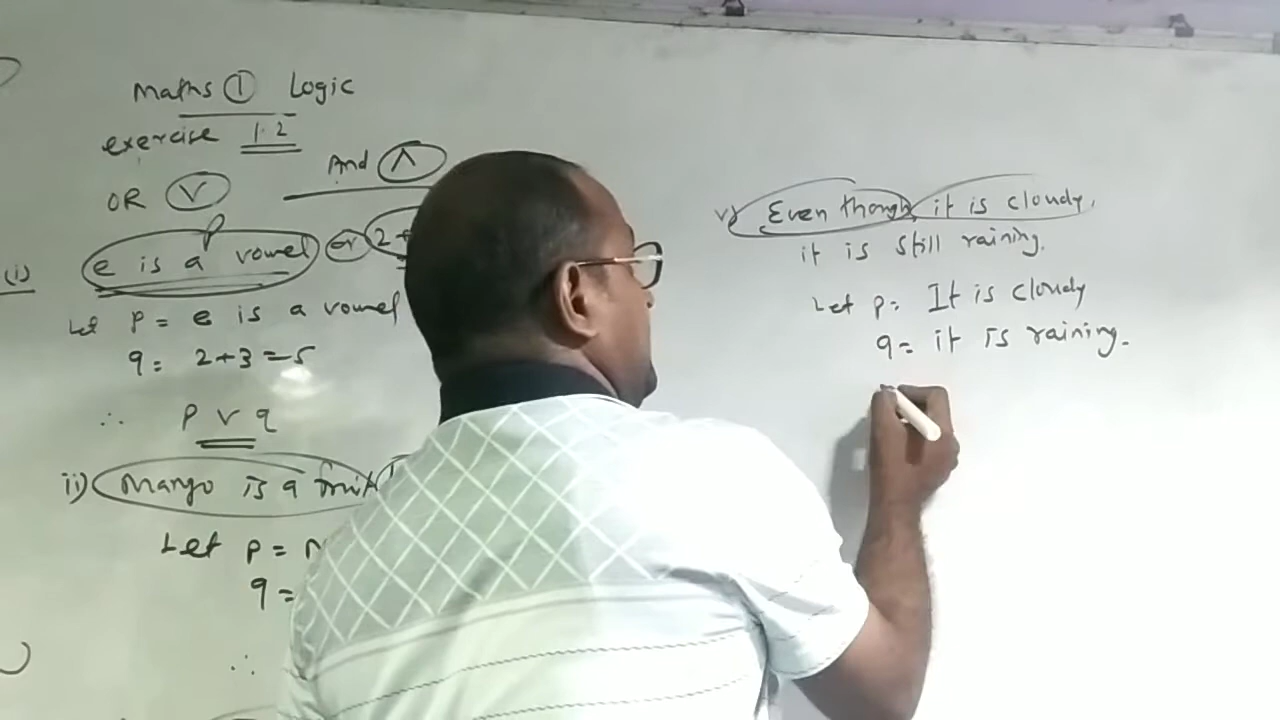 Maths ① Logic
exercise 1.2
And ∧
OR ∨
p
(i) e is a vowel or 2+
Let p = e is a vowel
q = 2+3 = 5
∴ p ∨ q
ii) Mango is a fruit
Let p =
q =
∴
v) Even though it is cloudy,
it is still raining.
Let p = It is cloudy
q = it is raining.